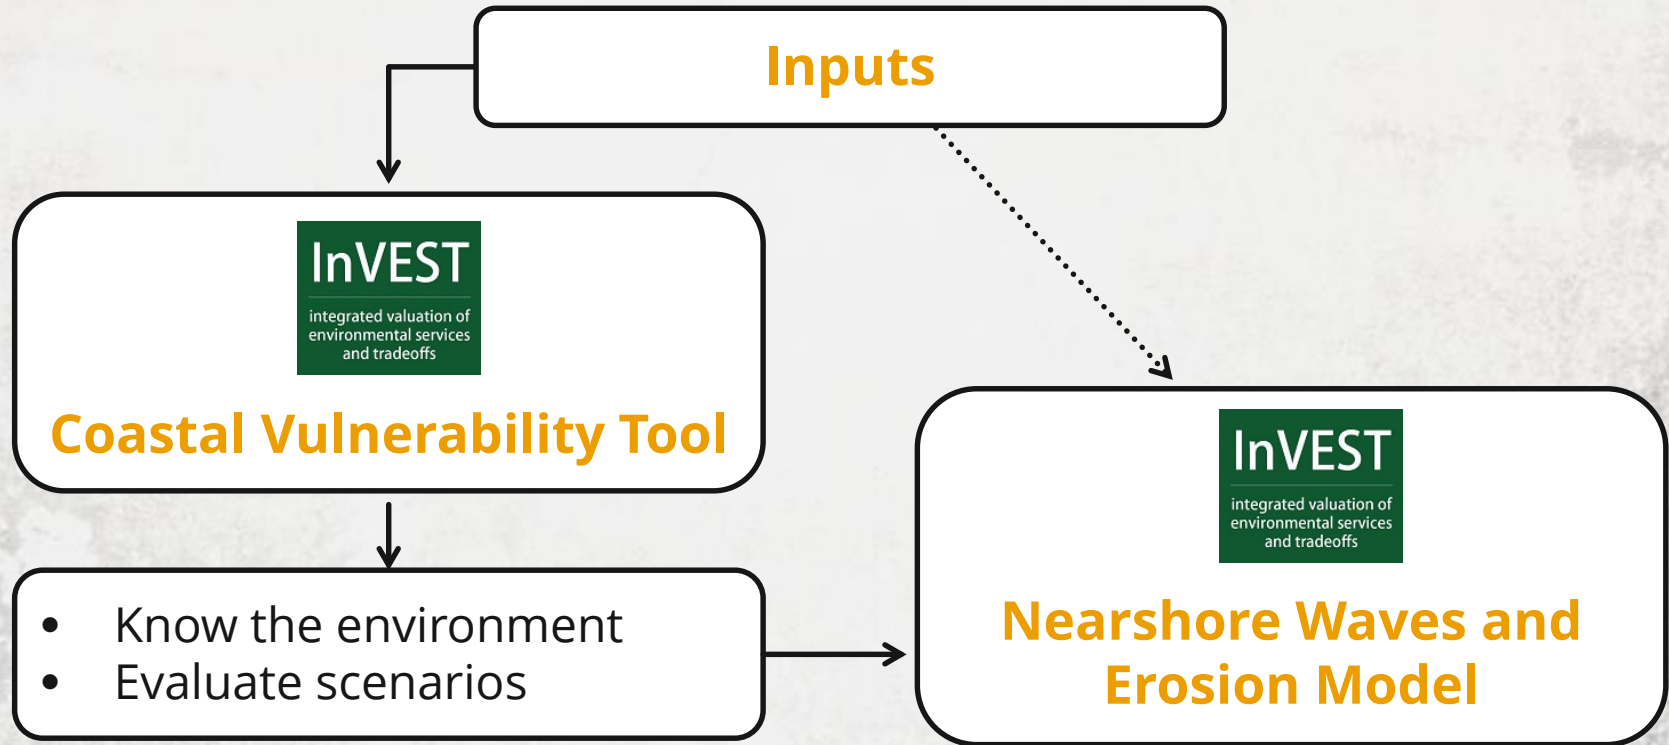 Inputs
InVEST
integrated valuation of
environmental services
and tradeoffs
Coastal Vulnerability Tool
• Know the environment
• Evaluate scenarios
InVEST
integrated valuation of
environmental services
and tradeoffs
Nearshore Waves and
Erosion Model